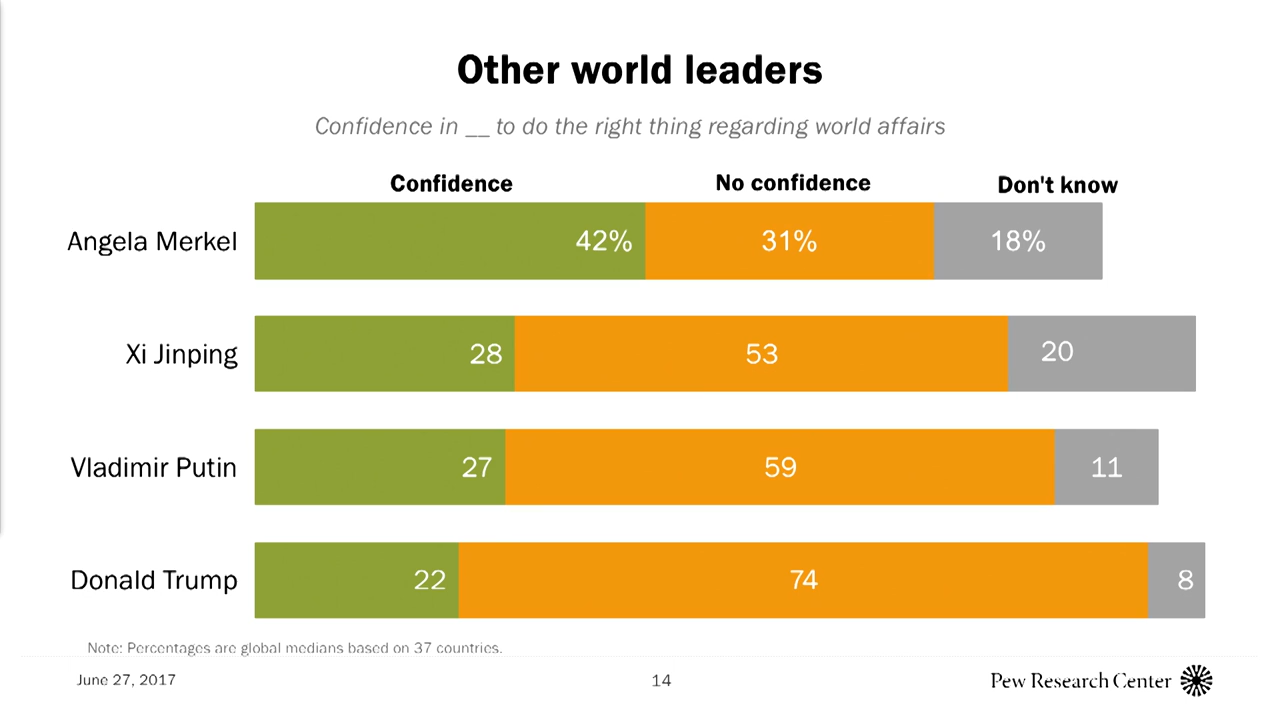 Other world leaders
Confidence in __ to do the right thing regarding world affairs
Confidence No confidence Don't know
Angela Merkel 42% 31% 18%
Xi Jinping 28 53 20
Vladimir Putin 27 59 11
Donald Trump 22 74 8
Note: Percentages are global medians based on 37 countries.
June 27, 2017 14 Pew Research Center